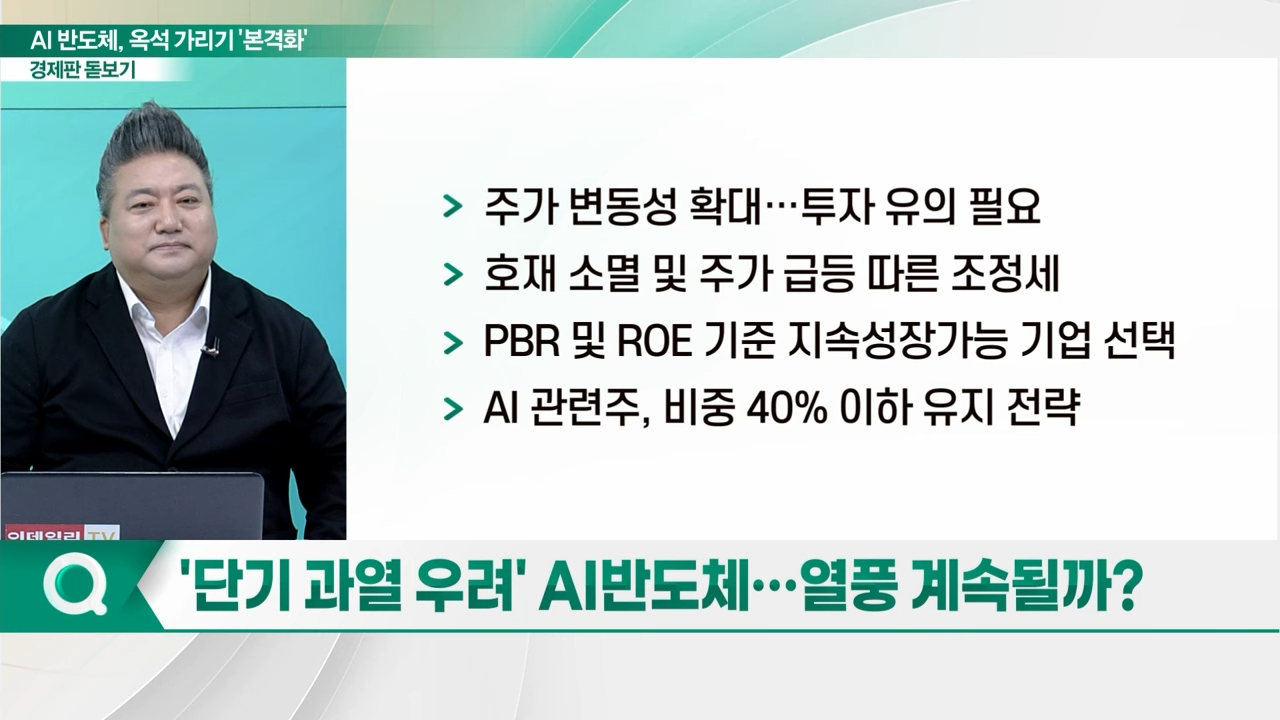 AI 반도체, 옥석 가리기 '본격화'
경제판 돋보기
> 주가 변동성 확대…투자 유의 필요
> 호재 소멸 및 주가 급등 따른 조정세
> PBR 및 ROE 기준 지속성장가능 기업 선택
> AI 관련주, 비중 40% 이하 유지 전략
이데일리 TV
'단기 과열 우려' AI반도체…열풍 계속될까?